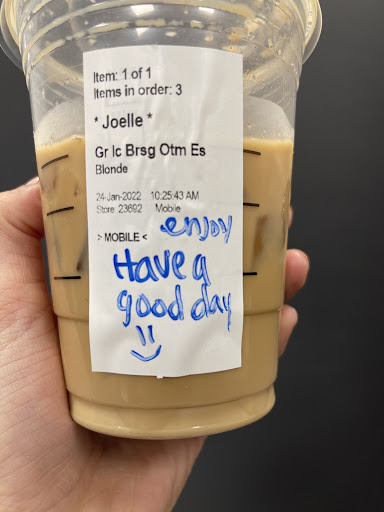 Item: 1 of 1
Items in order: 3
* Joelle *
Gr Ic Brsg Otm Es
Blonde
24-Jan-2022 10:25:43 AM
Store: 23692 Mobile
> MOBILE <
enjoy
Have a
good day